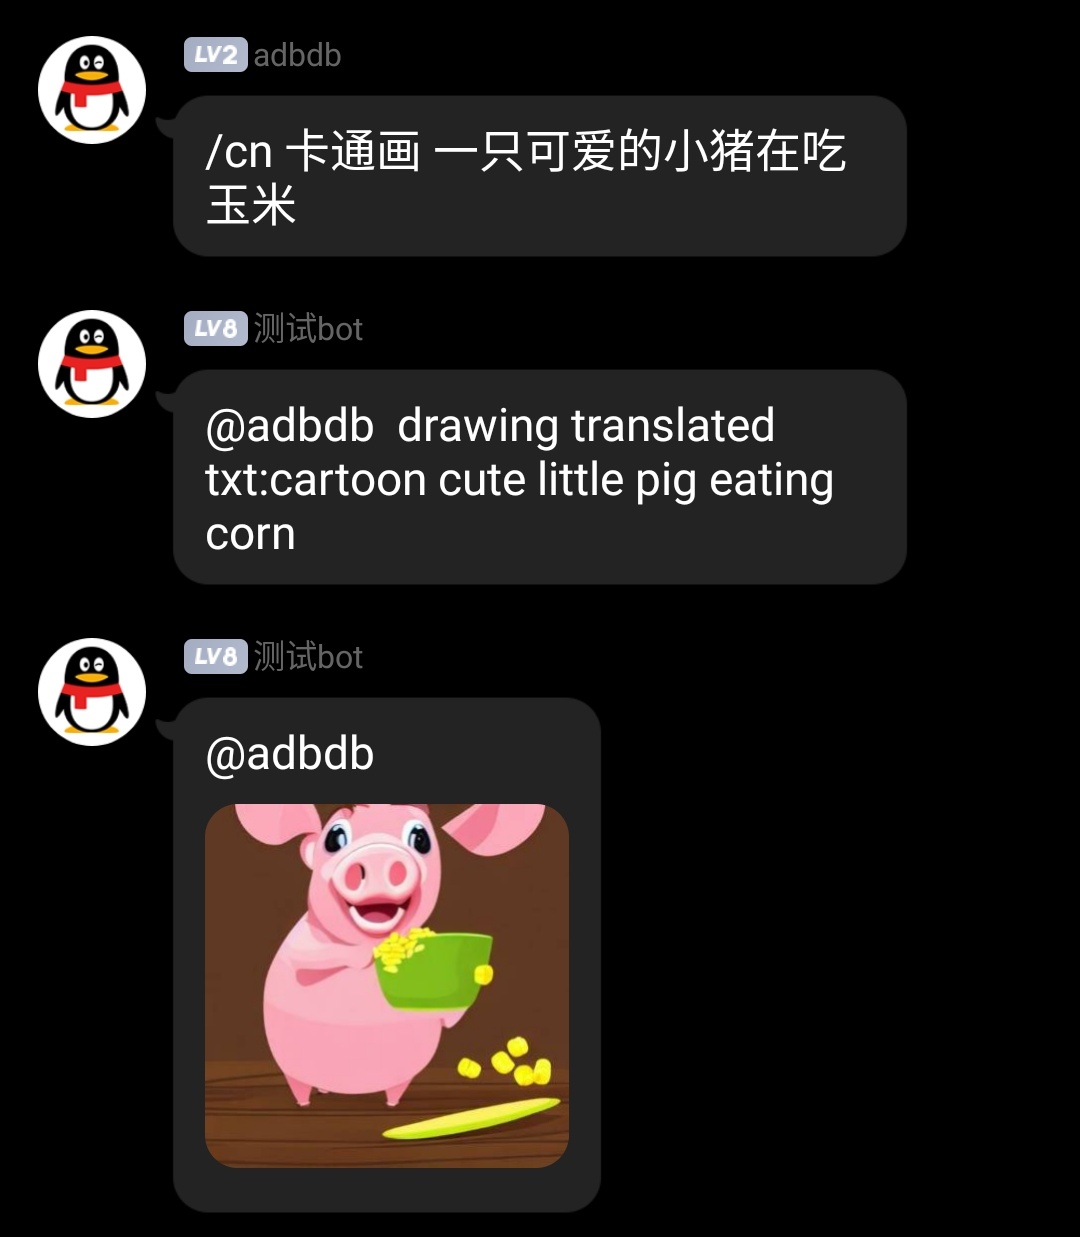 LV2 adbdb
/cn 卡通画 一只可爱的小猪在吃
玉米
LV8 测试bot
@adbdb  drawing translated
txt:cartoon cute little pig eating
corn
LV8 测试bot
@adbdb